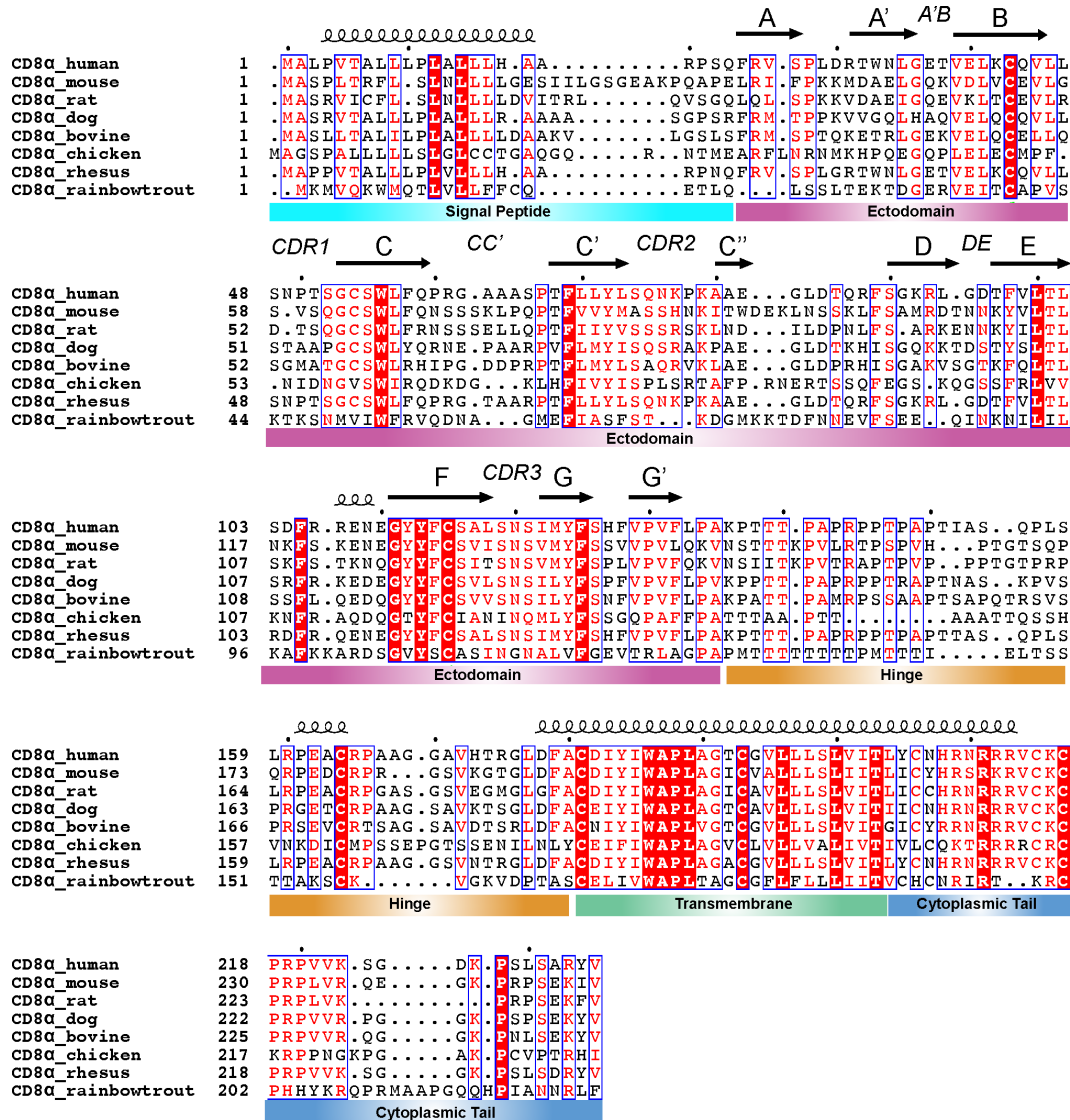 A A' A'B B
CD8α_human 1 .MALPVTALLLPLALLLH.AA..........RPSQFRV.SPLDRTWNLGETVELKCQVLL
CD8α_mouse 1 .MASPLTRFL.SLNLLLLGESIILGSGEAKPQAPELRI.FPKKMDAELGQKVDLVCEVLG
CD8α_rat 1 .MASRVICFL.SLNLLLLDVITRL.......QVSGQLQL.SPKKVDAEIGQEVKLTCEVLR
CD8α_dog 1 .MASRVTALLLPLALLLR.AAAA.......SGPSRFRM.TPPKVVGQLHAQVELQCQVLL
CD8α_bovine 1 .MASLLTALILPLALLLLDAAKV.......LGSLSFRM.SPTQKETRLGEKVELQCELLQ
CD8α_chicken 1 MAGSPALLLLLSLGLCCTGAQGQ.....R..NTMEARFLNRNMKHPQEGQPLELECMPF.
CD8α_rhesus 1 .MAPPVTALLLPLVLLLH.AA..........RPNQFRV.SPLGRTWNLGETVELKCQVLL
CD8α_rainbowtrout 1 ..MKMVQKWMQTLVLLFFCQ...........ETLQ....LSSLTEKTDGERVEITCAPVS
Signal Peptide Ectodomain
CDR1 C CC' C' CDR2 C'' D DE E
CD8α_human 48 SNPTSGCSWLFQPRG.AAASPTFLLYLSQNKPKAAE...GLDTQRFSGKRL.GDTFVLTL
CD8α_mouse 58 S.VSQGCSWLFQNSSSKLPQPTFVVYMASSHNKITWDEKLNSSKLFSAMRDTNNKYVLTL
CD8α_rat 52 D.TSQGCSWLFRNSSSELLQPTFIIYVSSSRSKLND...ILDPNLFS.ARKENNKYILTL
CD8α_dog 51 STAAPGCSWLYQRNE.PAARPVFLMYISQSRAKPAE...GLDTKHISGQKKTDSTYSLTL
CD8α_bovine 52 SGMATGCSWLRHIPG.DDPRPTFLMYLSAQRVKLAE...GLDPRHISGAKVSGTKFQLTL
CD8α_chicken 53 .NIDNGVSWIRQDKDG...KLHFIVYISPLSRTAFP.RNERTSSQFEGS.KQGSSFRLVV
CD8α_rhesus 48 SNPTSGCSWLFQPRG.TAARPTFLLYLSQNKPKAAE...GLDTQRFSGKRL.GDTFVLTL
CD8α_rainbowtrout 44 KTKSNMVIWFRVQDNA...GMEFIASFST...KDGMKKTDFNNEVFSEE..QINKNILIL
Ectodomain
F CDR3 G G'
CD8α_human 103 SDFR.RENEGYYFCSALSNSIMYFSHFVPVFLPAKPTTT.PAPRPPTPAPTIAS..QPLS
CD8α_mouse 117 NKFS.KENEGYYFCSVISNSVMYFSSVVPVLQKVNSTTTKPVLRTPSPVH...PTGTSQP
CD8α_rat 107 SKFS.TKNQGYYFCSITSNSVMYFSPLVPVFQKVNSIITKPVTRAPTPVP...PPTGTPRP
CD8α_dog 107 SRFR.KEDEGYYFCSVLSNSILYFSPFVPVFLPVKPPTT.PAPRPPTRAPTNAS..KPVS
CD8α_bovine 108 SSFL.QEDQGYYFCSVVSNSILYFSNFVPVFLPAKPATT.PAMRPSSAAPTSAPQTRSVS
CD8α_chicken 107 KNFR.AQDQGTYFCIANINQMLYFSSGQPAFFPATTTAA.PTT......AAATTQSSH
CD8α_rhesus 103 RDFR.QENEGYYFCSALSNSIMYFSHFVPVFLPAKPTTT.PAPRPPTPAPTTAS..QPLS
CD8α_rainbowtrout 96 KAFKKARDSGVYSCASINGNALVFGEVTRLAGPAPMTTTTTTTTPMTTTI.....ELTSS
Ectodomain Hinge
CD8α_human 159 LRPEACRPAAG.GAVHTRGLDFACDIYIWAPLAGTCGVLLLSLVITLYCNHRNRRRVCKC
CD8α_mouse 173 QRPEDCRPR...GSVKGTGLDFACDIYIWAPLAGICVALLLSLIITLICYHRSRKRVCKC
CD8α_rat 164 LRPEACRPGAS.GSVEGMGLGFACDIYIWAPLAGICAVLLLSLVITLICCHRNRRRVCKC
CD8α_dog 163 PRGETCRPAAG.SAVKTSGLDFACEIYIWAPLAGTCAVLLLSLVITIICNHRNRRRVCKC
CD8α_bovine 166 PRSEVCRTSAG.SAVDTSRLDFACNIYIWAPLVGTCGVLLLSLVITGICYRRNRRRVCKC
CD8α_chicken 161 VNKDICMPSSEPGTSSENILNLYCEIFIWAPLAGACLVLLVALVITIVLCQKTRRRRCRC
CD8α_rhesus 159 LRPEACRPAAG.GSVNTRGLDFACDIYIWAPLAGACGVLLLSLVITLYCNHRNRRRVCKC
CD8α_rainbowtrout 151 TTAKSCK......VGKVDPTASCELIVWAPLTAGCGFLFLLLIITVCHCNRIRT..KRC
Hinge Transmembrane Cytoplasmic Tail
CD8α_human 218 PRPVVK.SG.....DK.PSLSARYV
CD8α_mouse 230 PRPLVR.QE.....GK.PRPSEKIV
CD8α_rat 223 PRPLVK...........PRPSEKFV
CD8α_dog 222 PRPVVR.PG.....GK.PSPSEKYV
CD8α_bovine 225 PRPVVR.QG.....GK.PNLSEKYV
CD8α_chicken 217 KRPPNGKPG.....AK.PCVPTRHI
CD8α_rhesus 218 PRPVVK.SG.....GK.PSLSDRYV
CD8α_rainbowtrout 202 PHHYKRQPRMAAPGQQHPIANNRLF
Cytoplasmic Tail